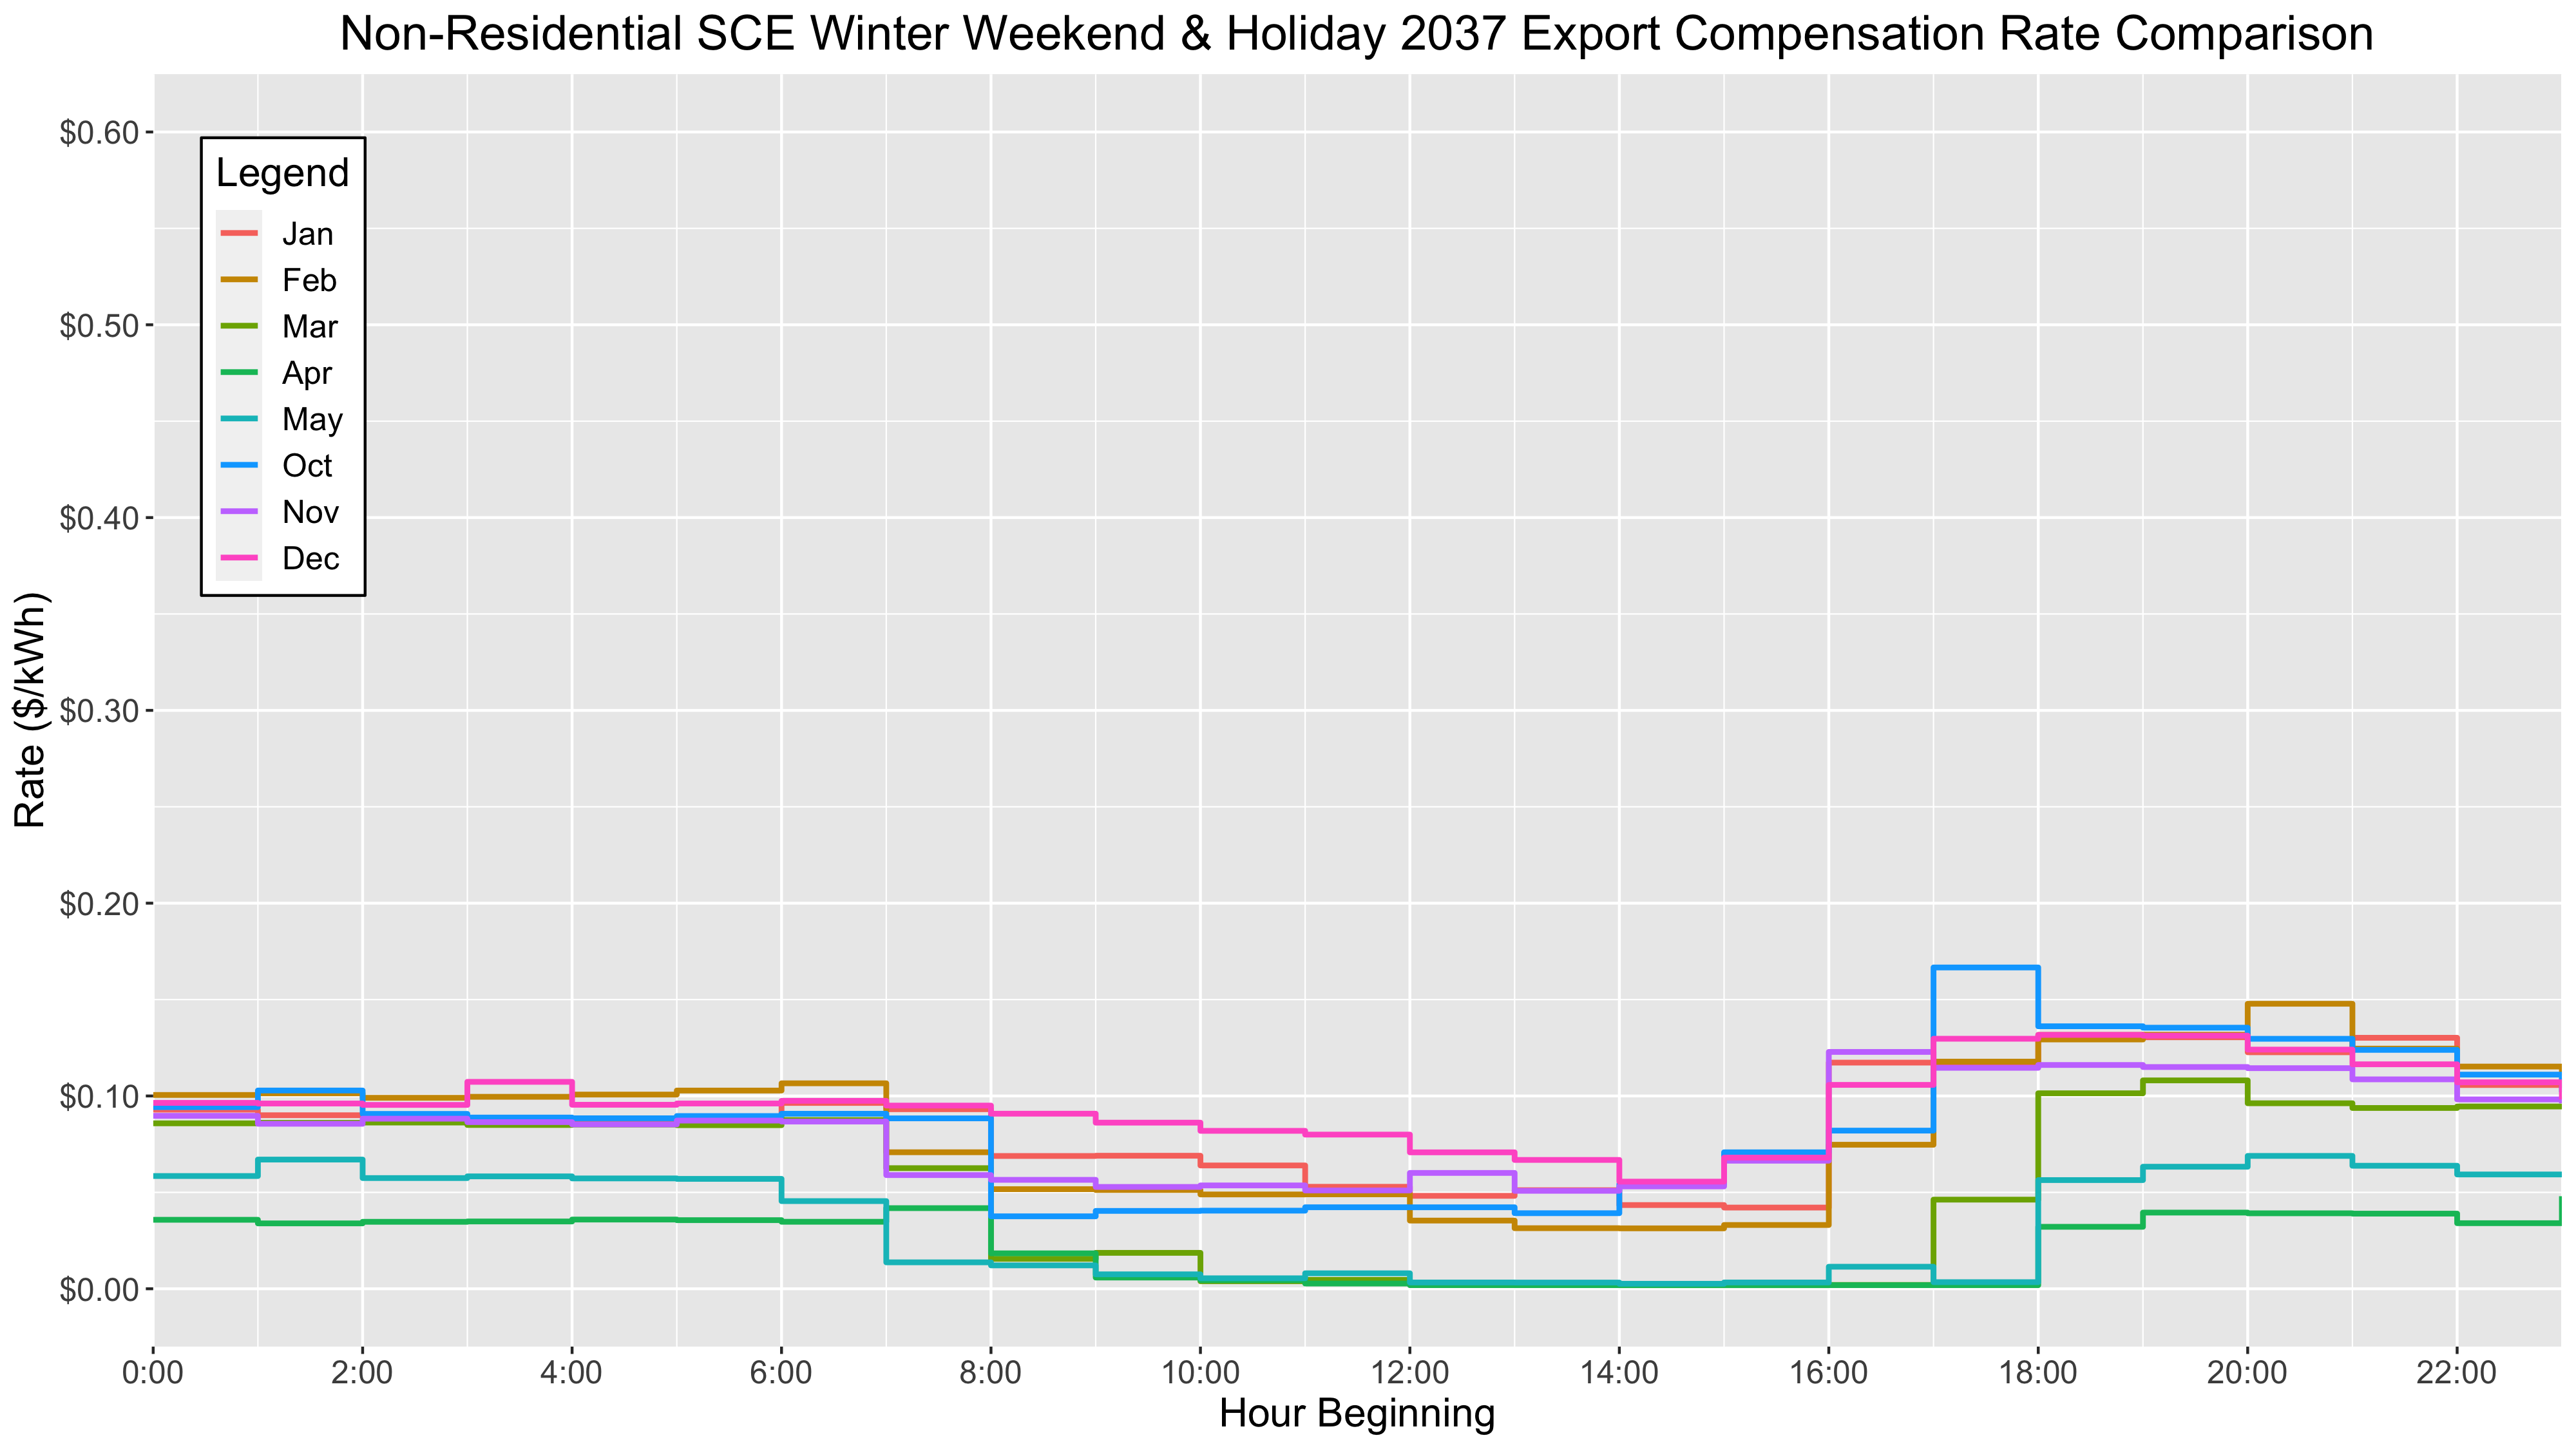 Non-Residential SCE Winter Weekend & Holiday 2037 Export Compensation Rate Comparison
Rate ($/kWh)
$0.60
$0.50
$0.40
$0.30
$0.20
$0.10
$0.00
Legend
Jan
Feb
Mar
Apr
May
Oct
Nov
Dec
0:00 2:00 4:00 6:00 8:00 10:00 12:00 14:00 16:00 18:00 20:00 22:00
Hour Beginning